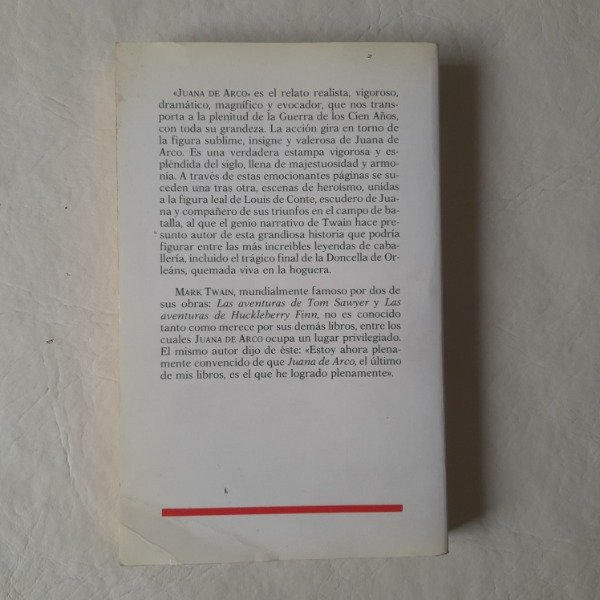 «JUANA DE ARCO» es el relato realista, vigoroso,
dramático, magnífico y evocador, que nos trans-
porta a la plenitud de la Guerra de los Cien Años,
con toda su grandeza. La acción gira en torno de
la figura sublime, insigne y valerosa de Juana de
Arco. Es una verdadera estampa vigorosa y es-
pléndida del siglo, llena de majestuosidad y armo-
nía. A través de estas emocionantes páginas se su-
ceden una tras otra, escenas de heroísmo, unidas
a la figura leal de Louis de Conte, escudero de Jua-
na y compañero de sus triunfos en el campo de ba-
talla, al que el genio narrativo de Twain hace pre-
sunto autor de esta grandiosa historia que podría
figurar entre las más increíbles leyendas de caba-
llería, incluido el trágico final de la Doncella de Or-
leáns, quemada viva en la hoguera.
MARK TWAIN, mundialmente famoso por dos de
sus obras: Las aventuras de Tom Sawyer y Las
aventuras de Huckleberry Finn, no es conocido
tanto como merece por sus demás libros, entre los
cuales JUANA DE ARCO ocupa un lugar privilegiado.
El mismo autor dijo de èste: «Estoy ahora plena-
mente convencido de que Juana de Arco, el último
de mis libros, es el que he logrado plenamente».